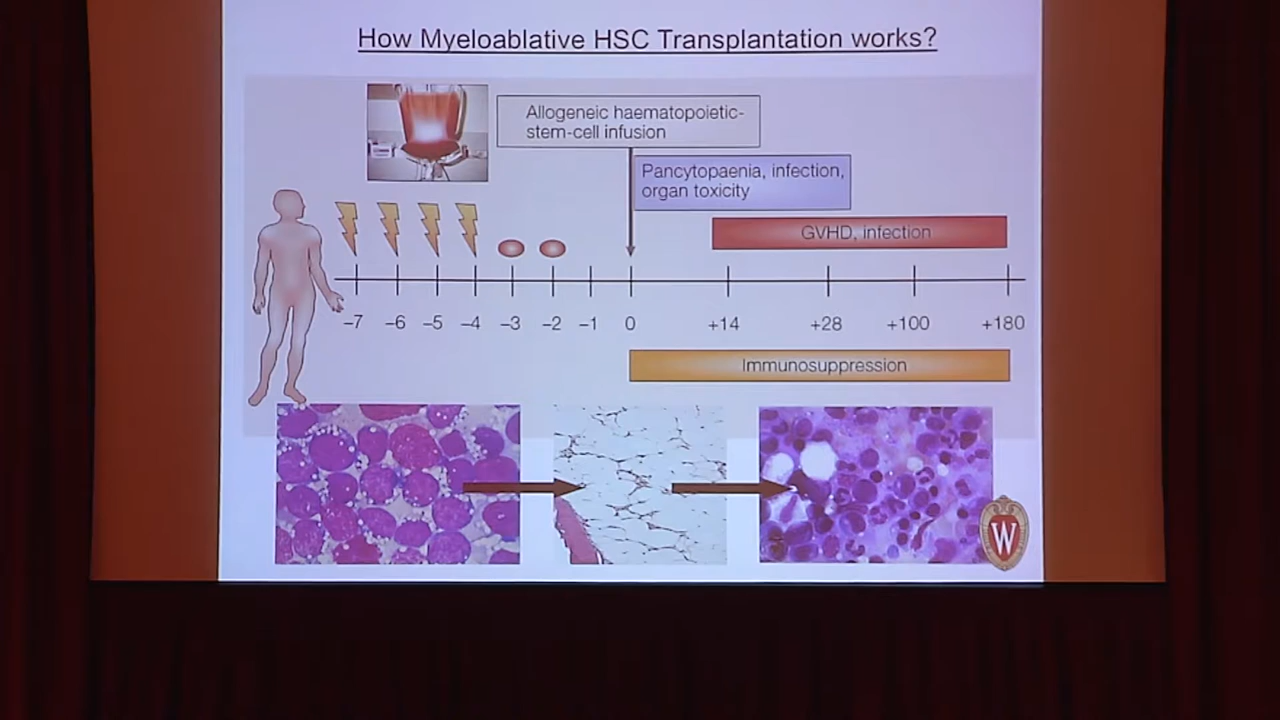 How Myeloablative HSC Transplantation works?
Allogeneic haematopoietic-
stem-cell infusion
Pancytopaenia, infection,
organ toxicity
GVHD, infection
–7 –6 –5 –4 –3 –2 –1 0 +14 +28 +100 +180
Immunosuppression
W